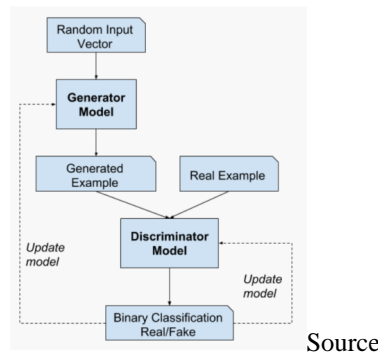 Random Input
Vector
Generator
Model
Generated
Example
Real Example
Discriminator
Model
Update
model
Update
model
Binary Classification
Real/Fake
Source